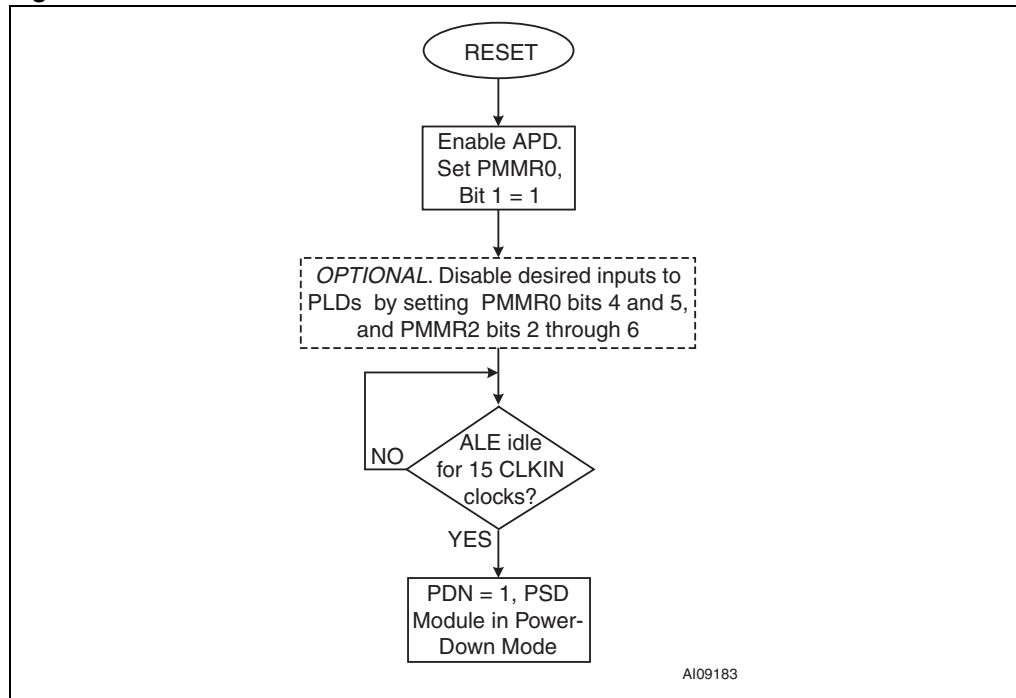 RESET
Enable APD.
Set PMMR0,
Bit 1 = 1
OPTIONAL. Disable desired inputs to
PLDs by setting PMMR0 bits 4 and 5,
and PMMR2 bits 2 through 6
NO
ALE idle
for 15 CLKIN
clocks?
YES
PDN = 1, PSD
Module in Power-
Down Mode
AI09183